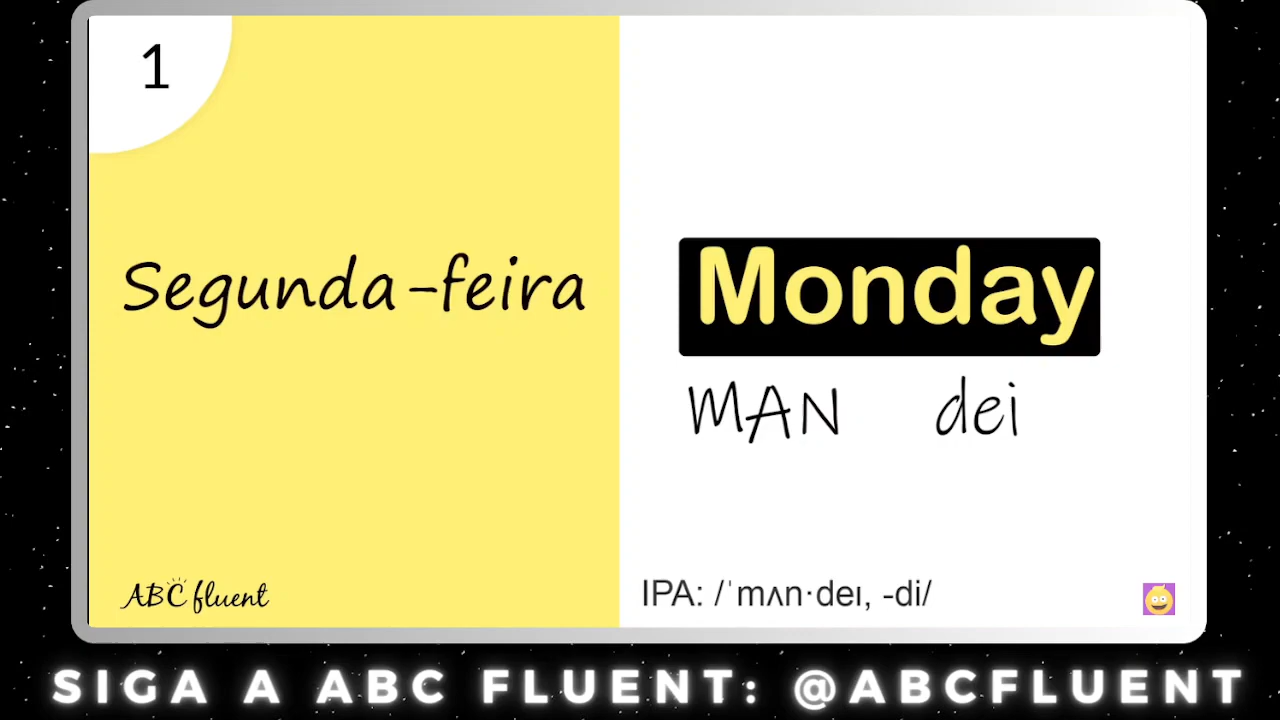 1
Segunda-feira
Monday
MAN dei
ABC fluent
IPA: /ˈmʌn·deɪ, -di/
SIGA A ABC FLUENT: @ABCFLUENT